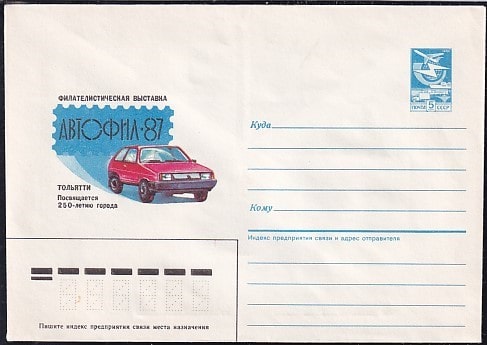 ФИЛАТЕЛИСТИЧЕСКАЯ ВЫСТАВКА
АВТОФИЛ·87
ТОЛЬЯТТИ
Посвящается
250-летию города
ПОЧТА 5 СССР
Куда
Кому
Индекс предприятия связи и адрес отправителя
Пишите индекс предприятия связи места назначения